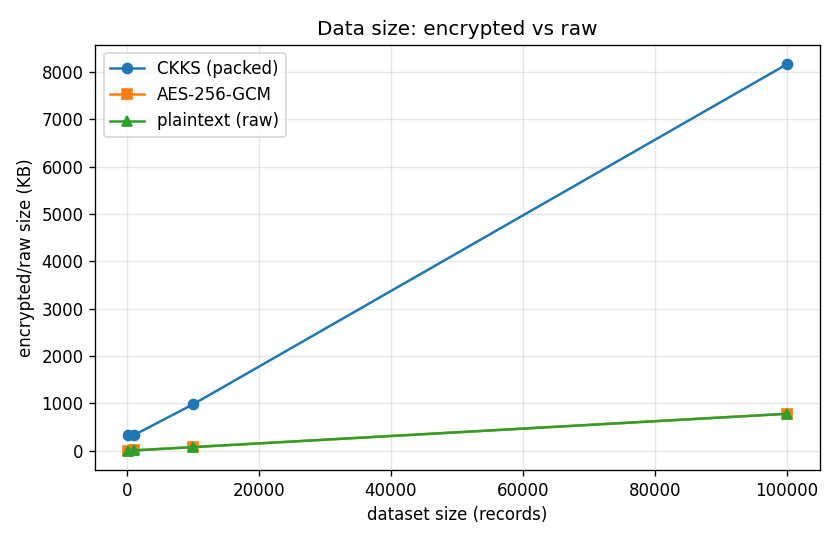 Data size: encrypted vs raw
CKKS (packed)
AES-256-GCM
plaintext (raw)
encrypted/raw size (KB)
8000
7000
6000
5000
4000
3000
2000
1000
0
0 20000 40000 60000 80000 100000
dataset size (records)